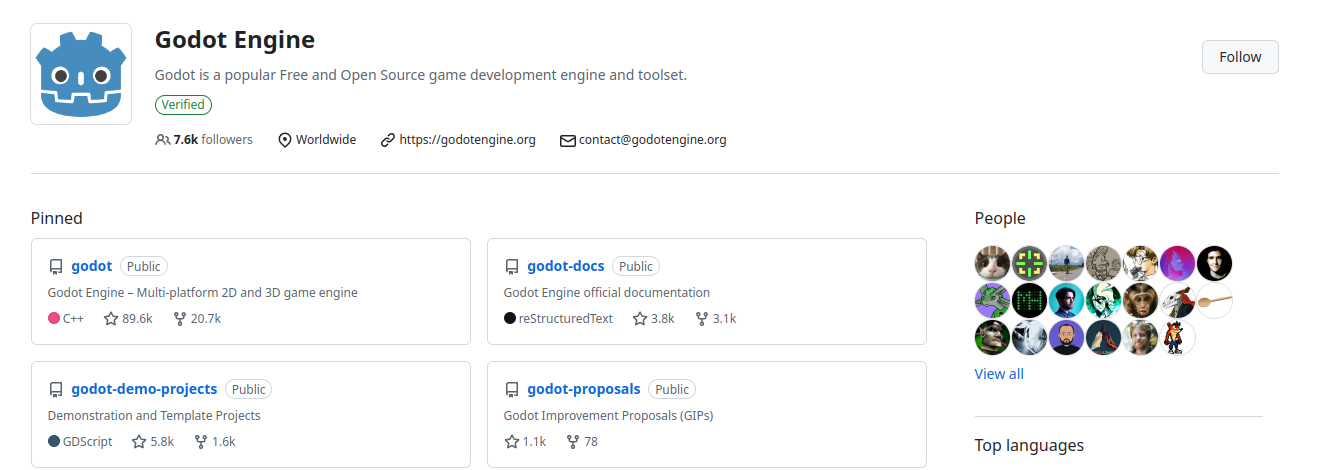 Godot Engine
Godot is a popular Free and Open Source game development engine and toolset.
Verified
7.6k followers Worldwide https://godotengine.org contact@godotengine.org
Follow
Pinned
godot Public
Godot Engine – Multi-platform 2D and 3D game engine
C++ 89.6k 20.7k
godot-docs Public
Godot Engine official documentation
reStructuredText 3.8k 3.1k
godot-demo-projects Public
Demonstration and Template Projects
GDScript 5.8k 1.6k
godot-proposals Public
Godot Improvement Proposals (GIPs)
1.1k 78
People
View all
Top languages